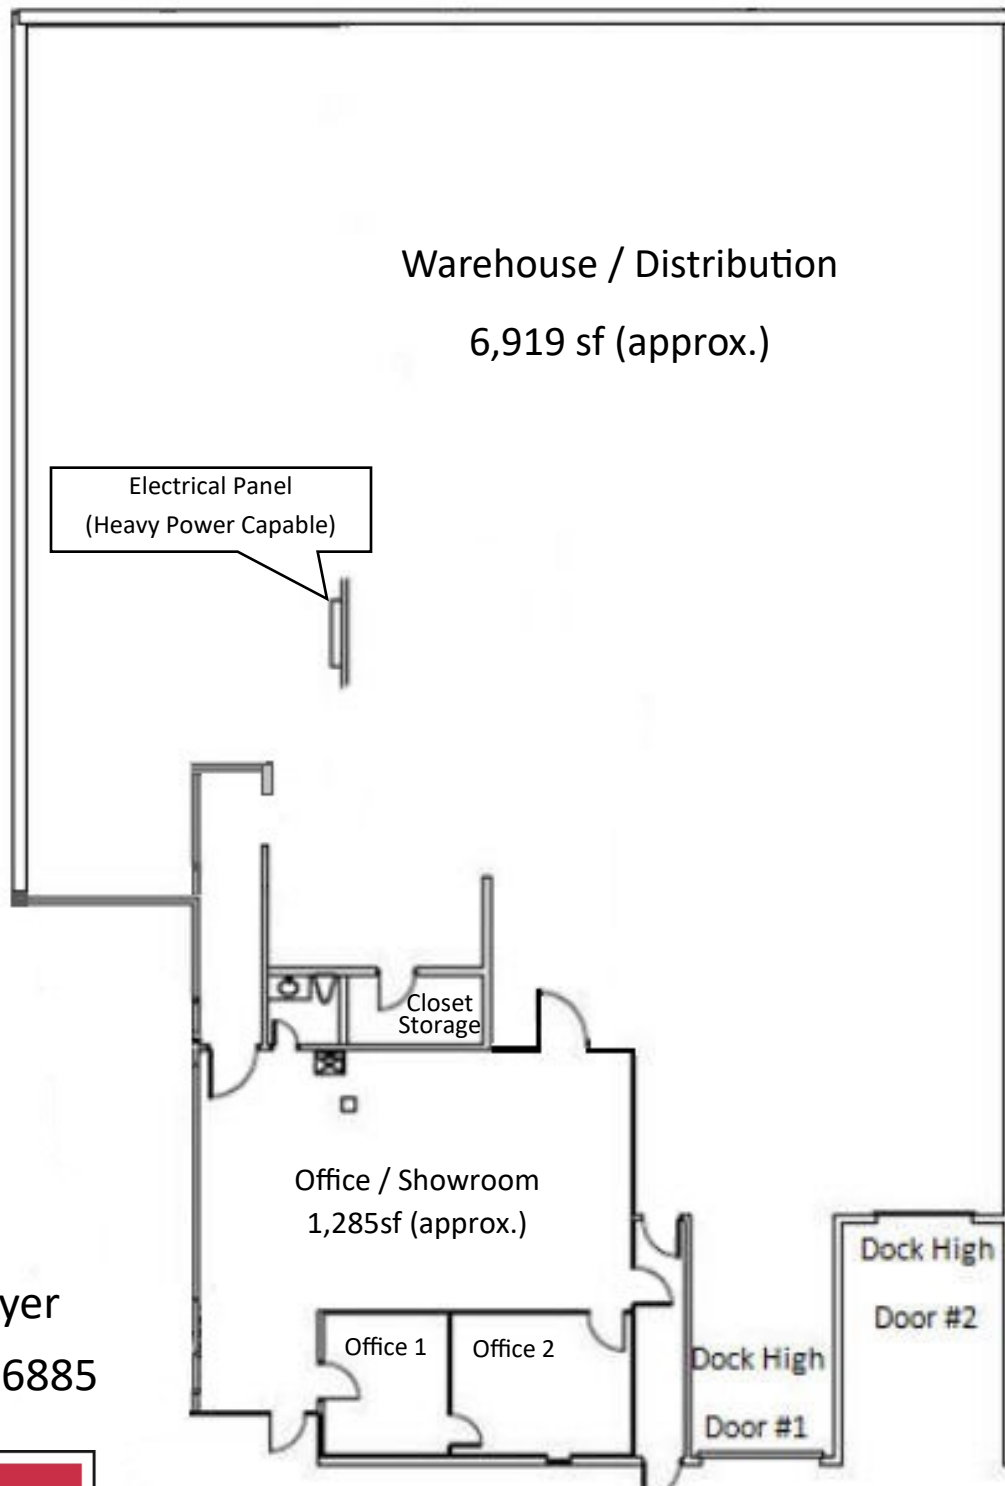 Warehouse / Distribution
6,919 sf (approx.)
Electrical Panel
(Heavy Power Capable)
Closet
Storage
Office / Showroom
1,285sf (approx.)
Office 1
Office 2
Dock High
Door #2
Dock High
Door #1
yer
6885